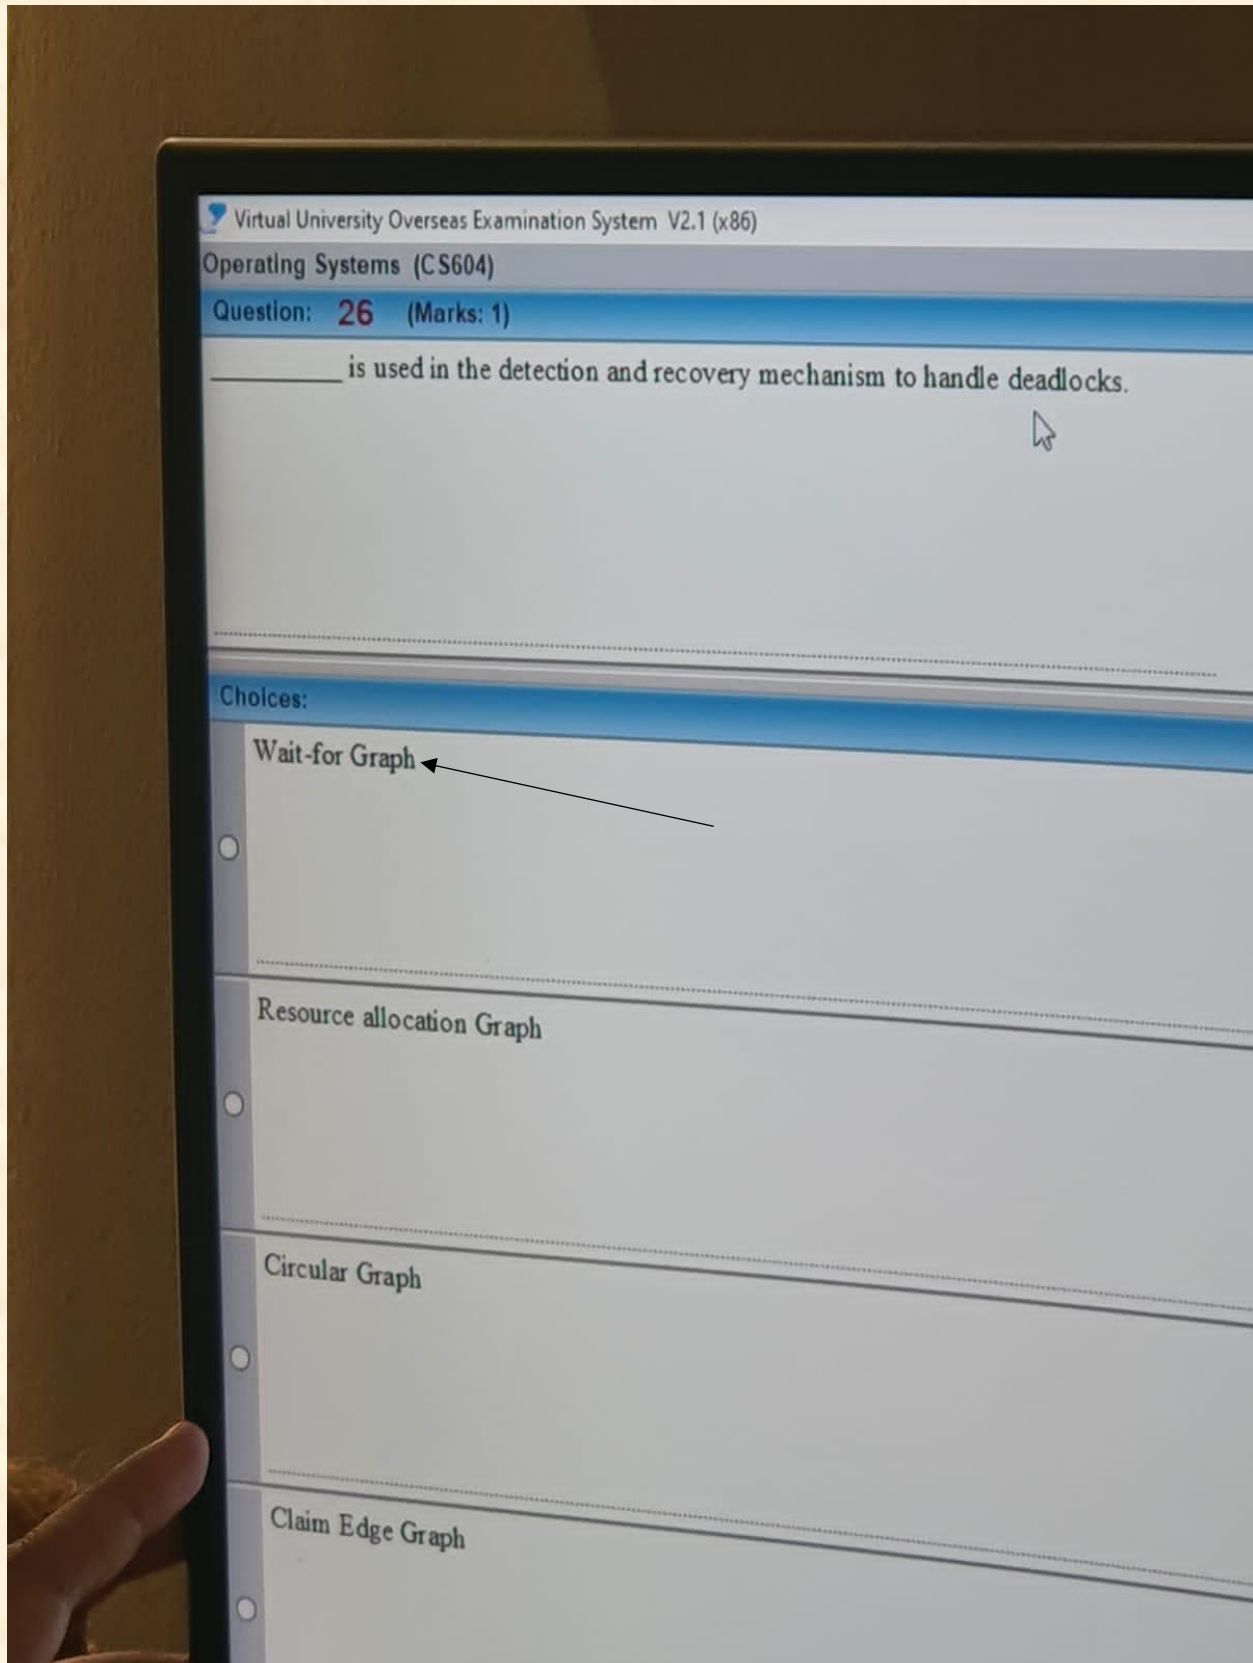 Virtual University Overseas Examination System V2.1 (x86)
Operating Systems (CS604)
Question: 26 (Marks: 1)
__________ is used in the detection and recovery mechanism to handle deadlocks.
Choices:
Wait-for Graph
Resource allocation Graph
Circular Graph
Claim Edge Graph